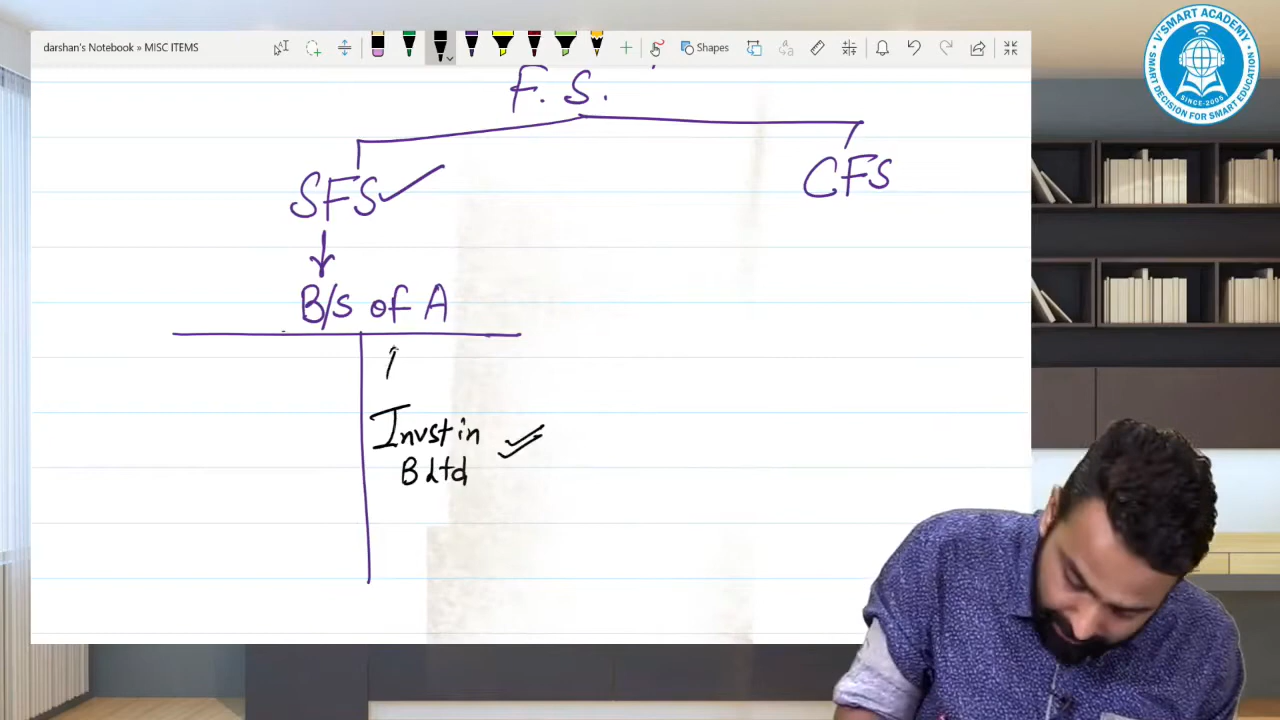 darshan's Notebook » MISC ITEMS
Shapes
V'SMART ACADEMY
SMART DECISION FOR SMART EDUCATION
SINCE-2005
F. S.
SFS
CFS
B/S of A
Invst in
B Ltd